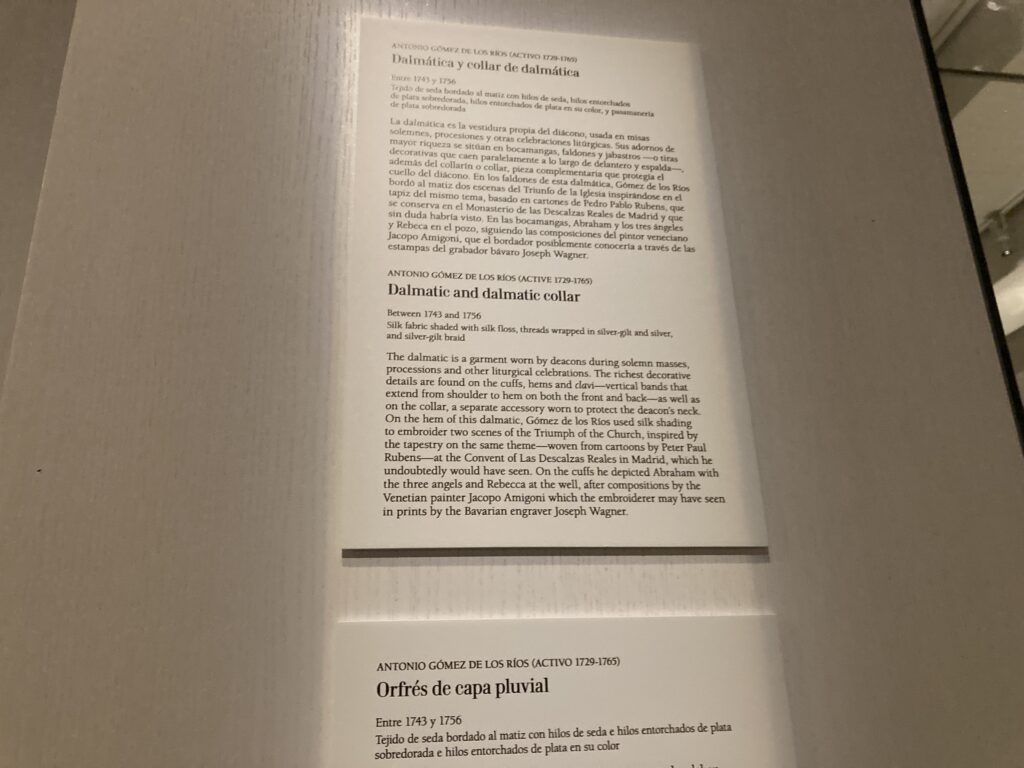 ANTONIO GÓMEZ DE LOS RÍOS (ACTIVO 1729-1765)
Dalmática y collar de dalmática
Entre 1743 y 1756
Tejido de seda bordado al matiz con hilos de seda, hilos entorchados
de plata sobredorada, hilos entorchados de plata en su color, y pasamanería
de plata sobredorada
La dalmática es la vestidura propia del diácono, usada en misas
solemnes, procesiones y otras celebraciones litúrgicas. Sus adornos de
mayor riqueza se sitúan en bocamangas, faldones y jabastros —o tiras
decorativas que caen paralelamente a lo largo de delantero y espalda—,
además del collarín o collar, pieza complementaria que protegía el
cuello del diácono. En los faldones de esta dalmática, Gómez de los Ríos
bordó al matiz dos escenas del Triunfo de la Iglesia inspirándose en el
tapiz del mismo tema, basado en cartones de Pedro Pablo Rubens, que
se conserva en el Monasterio de las Descalzas Reales de Madrid y que
sin duda habría visto. En las bocamangas, Abraham y los tres ángeles
y Rebeca en el pozo, siguiendo las composiciones del pintor veneciano
Jacopo Amigoni, que el bordador posiblemente conocería a través de las
estampas del grabador bávaro Joseph Wagner.
ANTONIO GÓMEZ DE LOS RÍOS (ACTIVE 1729-1765)
Dalmatic and dalmatic collar
Between 1743 and 1756
Silk fabric shaded with silk floss, threads wrapped in silver-gilt and silver,
and silver-gilt braid
The dalmatic is a garment worn by deacons during solemn masses,
processions and other liturgical celebrations. The richest decorative
details are found on the cuffs, hems and clavi—vertical bands that
extend from shoulder to hem on both the front and back—as well as
on the collar, a separate accessory worn to protect the deacon's neck.
On the hem of this dalmatic, Gómez de los Ríos used silk shading
to embroider two scenes of the Triumph of the Church, inspired by
the tapestry on the same theme—woven from cartoons by Peter Paul
Rubens—at the Convent of Las Descalzas Reales in Madrid, which he
undoubtedly would have seen. On the cuffs he depicted Abraham with
the three angels and Rebecca at the well, after compositions by the
Venetian painter Jacopo Amigoni which the embroiderer may have seen
in prints by the Bavarian engraver Joseph Wagner.
ANTONIO GÓMEZ DE LOS RÍOS (ACTIVO 1729-1765)
Orfrés de capa pluvial
Entre 1743 y 1756
Tejido de seda bordado al matiz con hilos de seda e hilos entorchados de plata
sobredorada e hilos entorchados de plata en su color